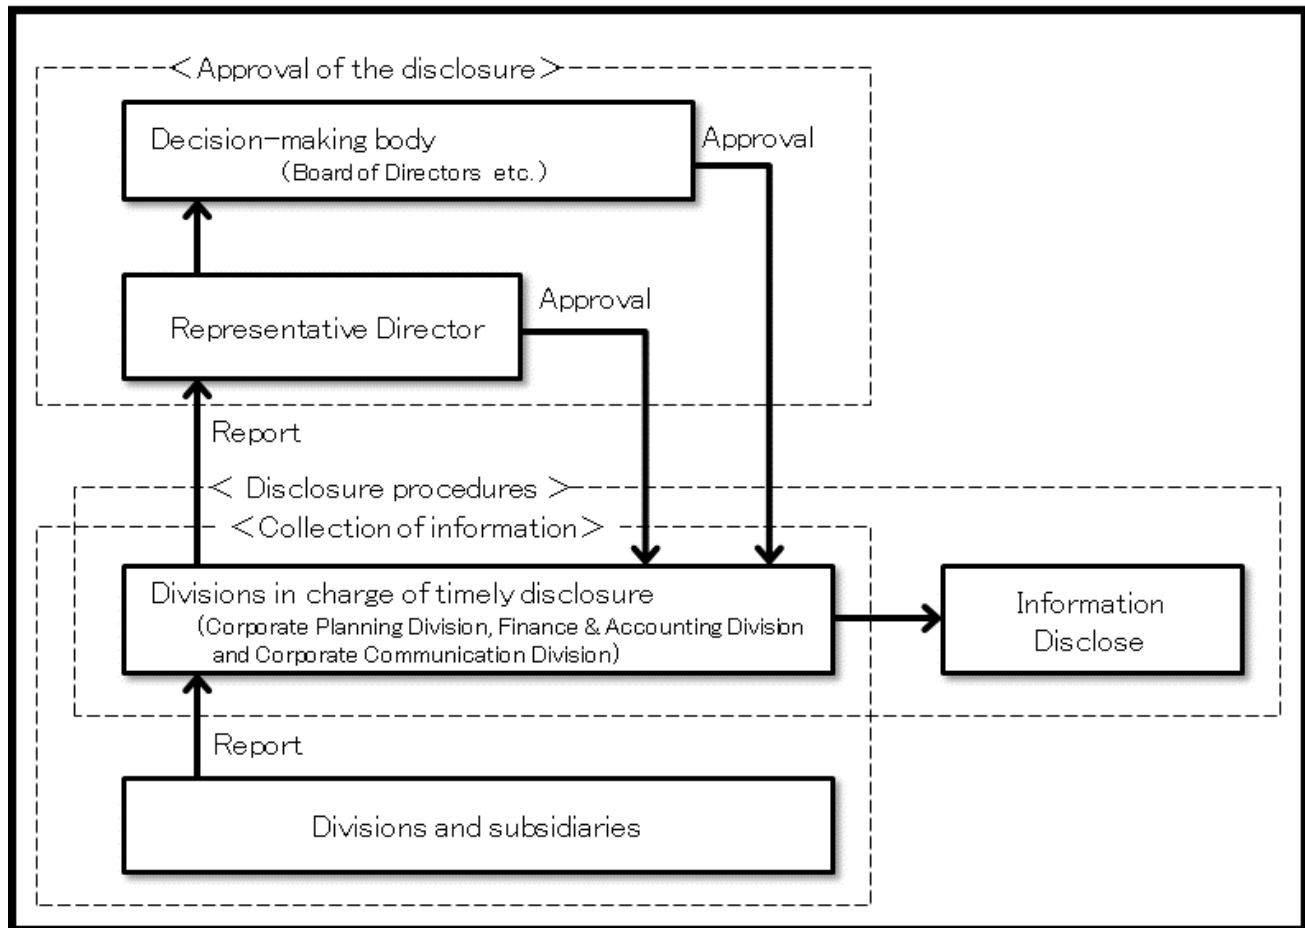 ＜Approval of the disclosure＞
Decision-making body
(Board of Directors etc.)
Approval
Representative Director
Approval
Report
＜Disclosure procedures＞
＜Collection of information＞
Divisions in charge of timely disclosure
(Corporate Planning Division, Finance & Accounting Division
and Corporate Communication Division)
Information
Disclose
Report
Divisions and subsidiaries